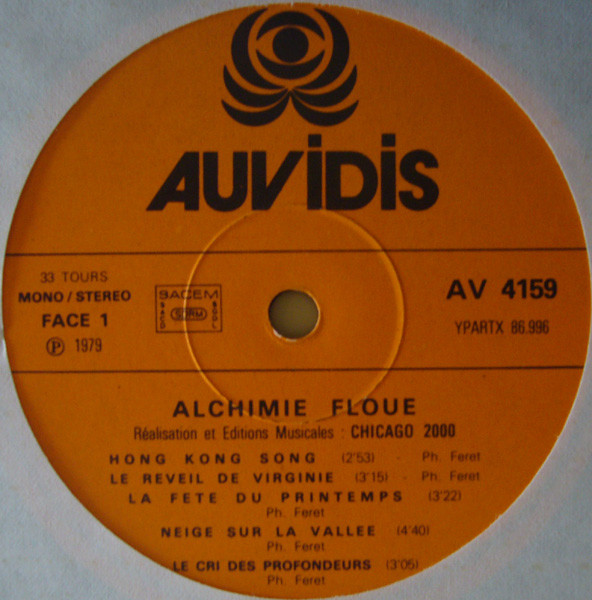 AUVIDIS
33 TOURS
MONO / STEREO
FACE 1
Ⓟ 1979
SACEM
SACD SDRM SGDL
AV 4159
YPARTX 86.996
ALCHIMIE FLOUE
Réalisation et Editions Musicales : CHICAGO 2000
HONG KONG SONG (2'53) - Ph. Feret
LE REVEIL DE VIRGINIE (3'15) - Ph. Feret
LA FETE DU PRINTEMPS (3'22)
Ph. Feret
NEIGE SUR LA VALLEE (4'40)
Ph. Feret
LE CRI DES PROFONDEURS (3'05)
Ph. Feret